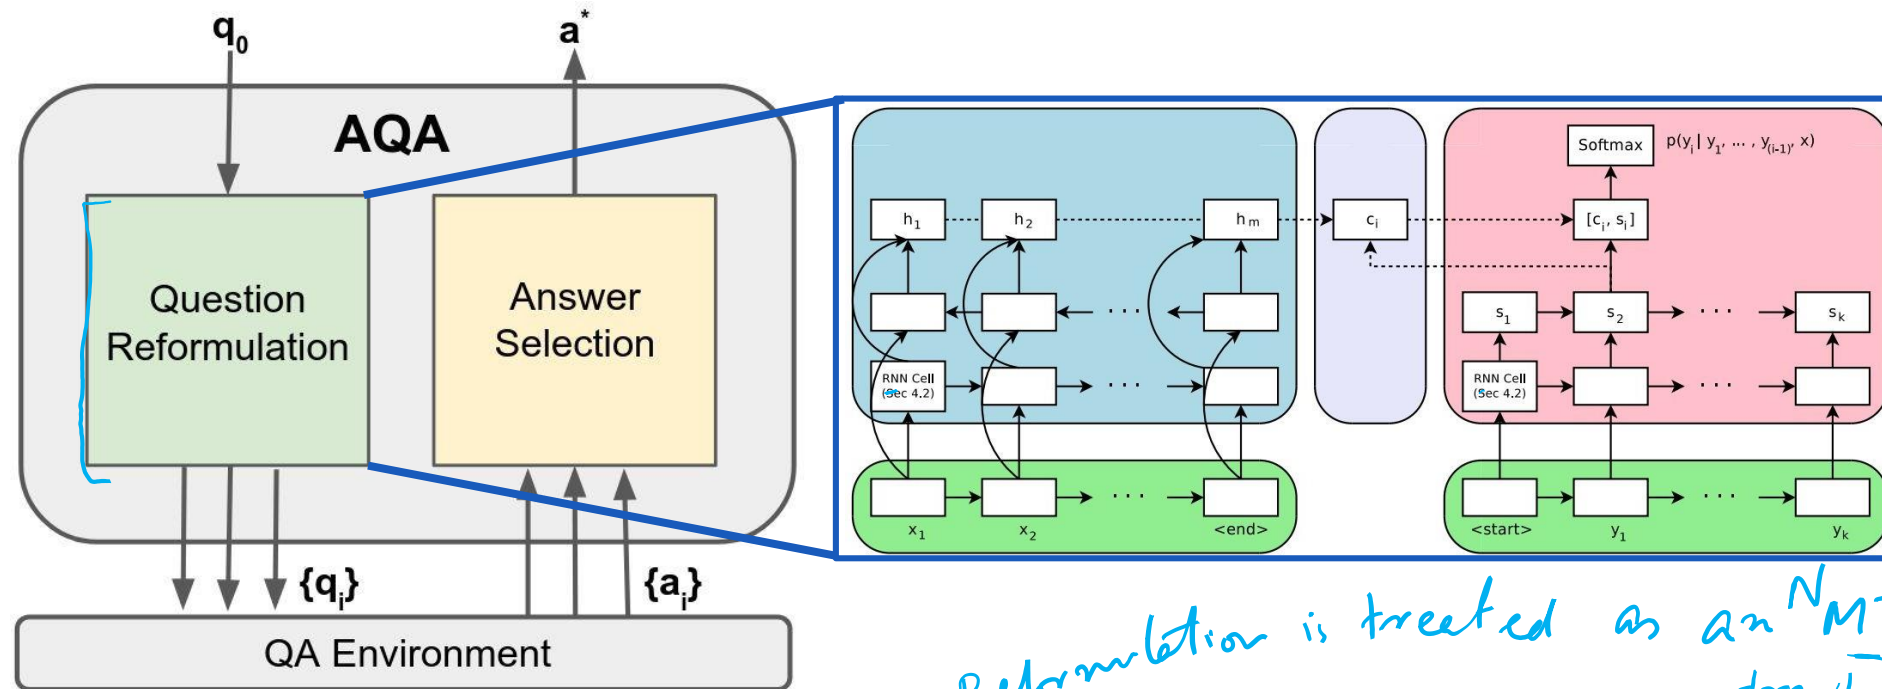 q0
a*
AQA
Question
Reformulation
Answer
Selection
{qi}
{ai}
QA Environment
Softmax
p(yi | y1, ... , y(i-1), x)
h1
h2
hm
ci
[ci, si]
s1
s2
sk
RNN Cell
(Sec 4.2)
RNN Cell
(Sec 4.2)
x1
x2
<end>
<start>
y1
yk
Reformulation is treated as an